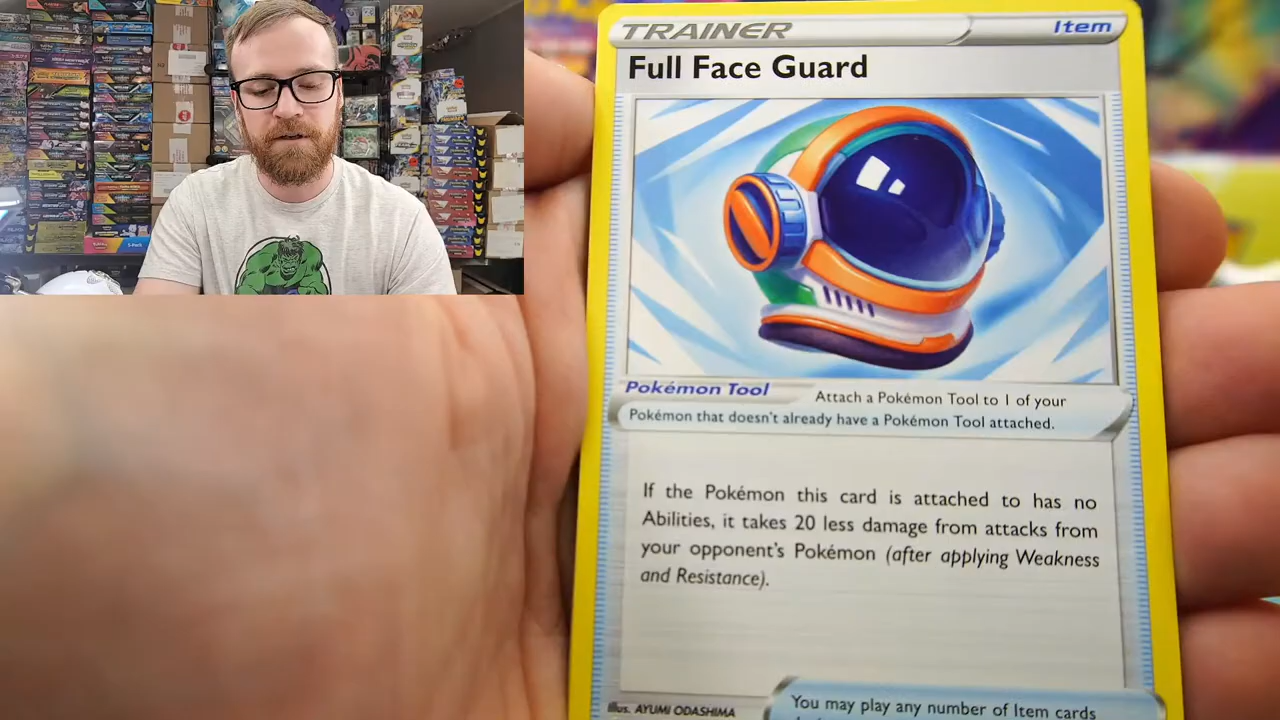 TRAINER Item
Full Face Guard
Pokémon Tool Attach a Pokémon Tool to 1 of your
Pokémon that doesn't already have a Pokémon Tool attached.
If the Pokémon this card is attached to has no
Abilities, it takes 20 less damage from attacks from
your opponent's Pokémon (after applying Weakness
and Resistance).
You may play any number of Item cards
Illus. AYUMI ODASHIMA